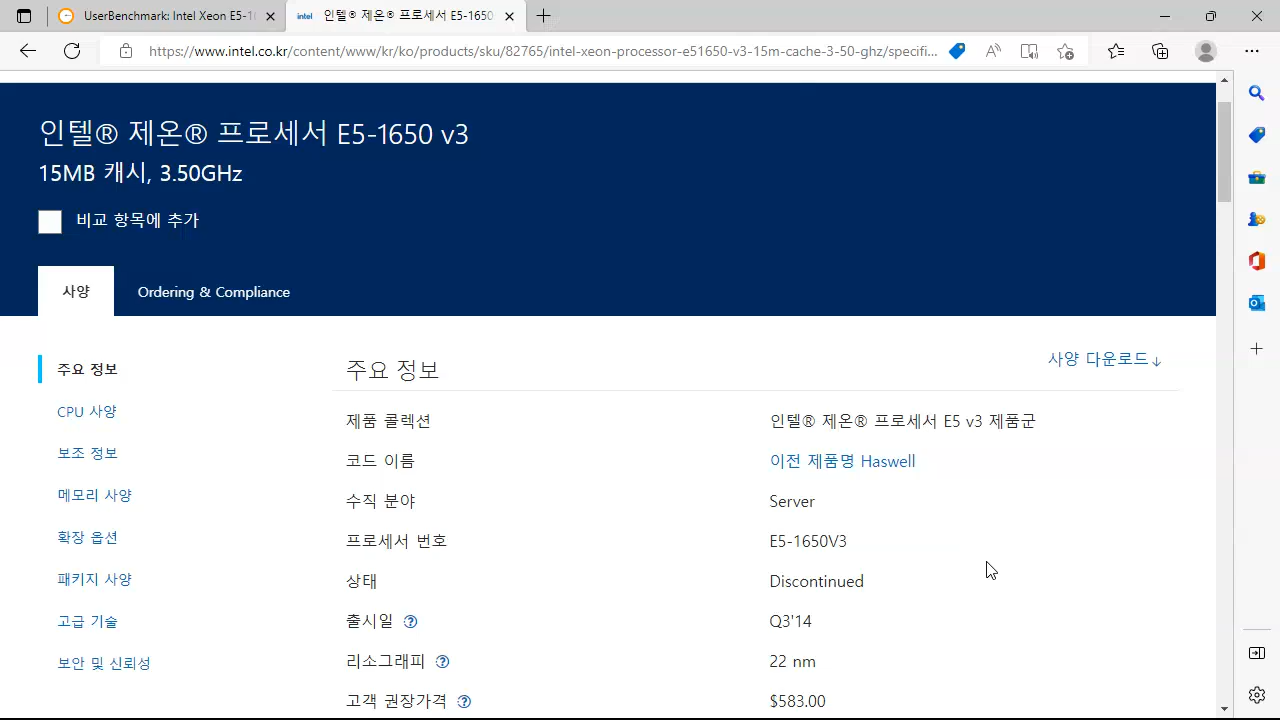 UserBenchmark: Intel Xeon E5-1
intel 인텔® 제온® 프로세서 E5-1650
https://www.intel.co.kr/content/www/kr/ko/products/sku/82765/intel-xeon-processor-e51650-v3-15m-cache-3-50-ghz/specifi...
인텔® 제온® 프로세서 E5-1650 v3
15MB 캐시, 3.50GHz
비교 항목에 추가
사양
Ordering & Compliance
주요 정보
CPU 사양
보조 정보
메모리 사양
확장 옵션
패키지 사양
고급 기술
보안 및 신뢰성
주요 정보
사양 다운로드↓
제품 콜렉션 인텔® 제온® 프로세서 E5 v3 제품군
코드 이름 이전 제품명 Haswell
수직 분야 Server
프로세서 번호 E5-1650V3
상태 Discontinued
출시일 ? Q3'14
리소그래피 ? 22 nm
고객 권장가격 ? $583.00